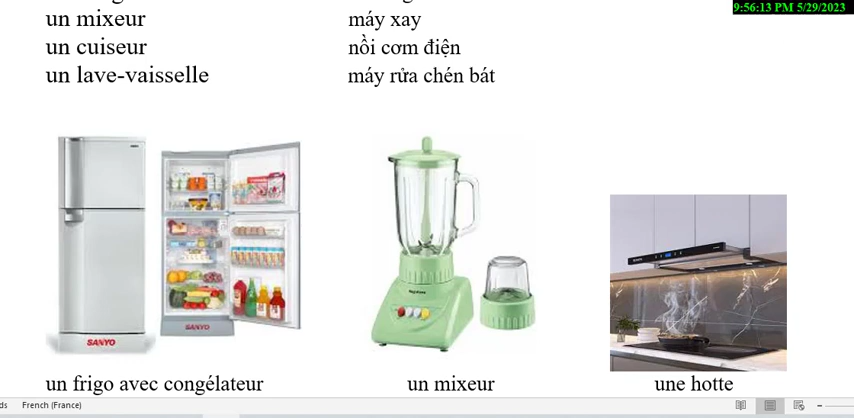 9:56:13 PM 5/29/2023
un mixeur máy xay
un cuiseur nồi cơm điện
un lave-vaisselle máy rửa chén bát
SANYO
SANYO
un frigo avec congélateur un mixeur une hotte
French (France)